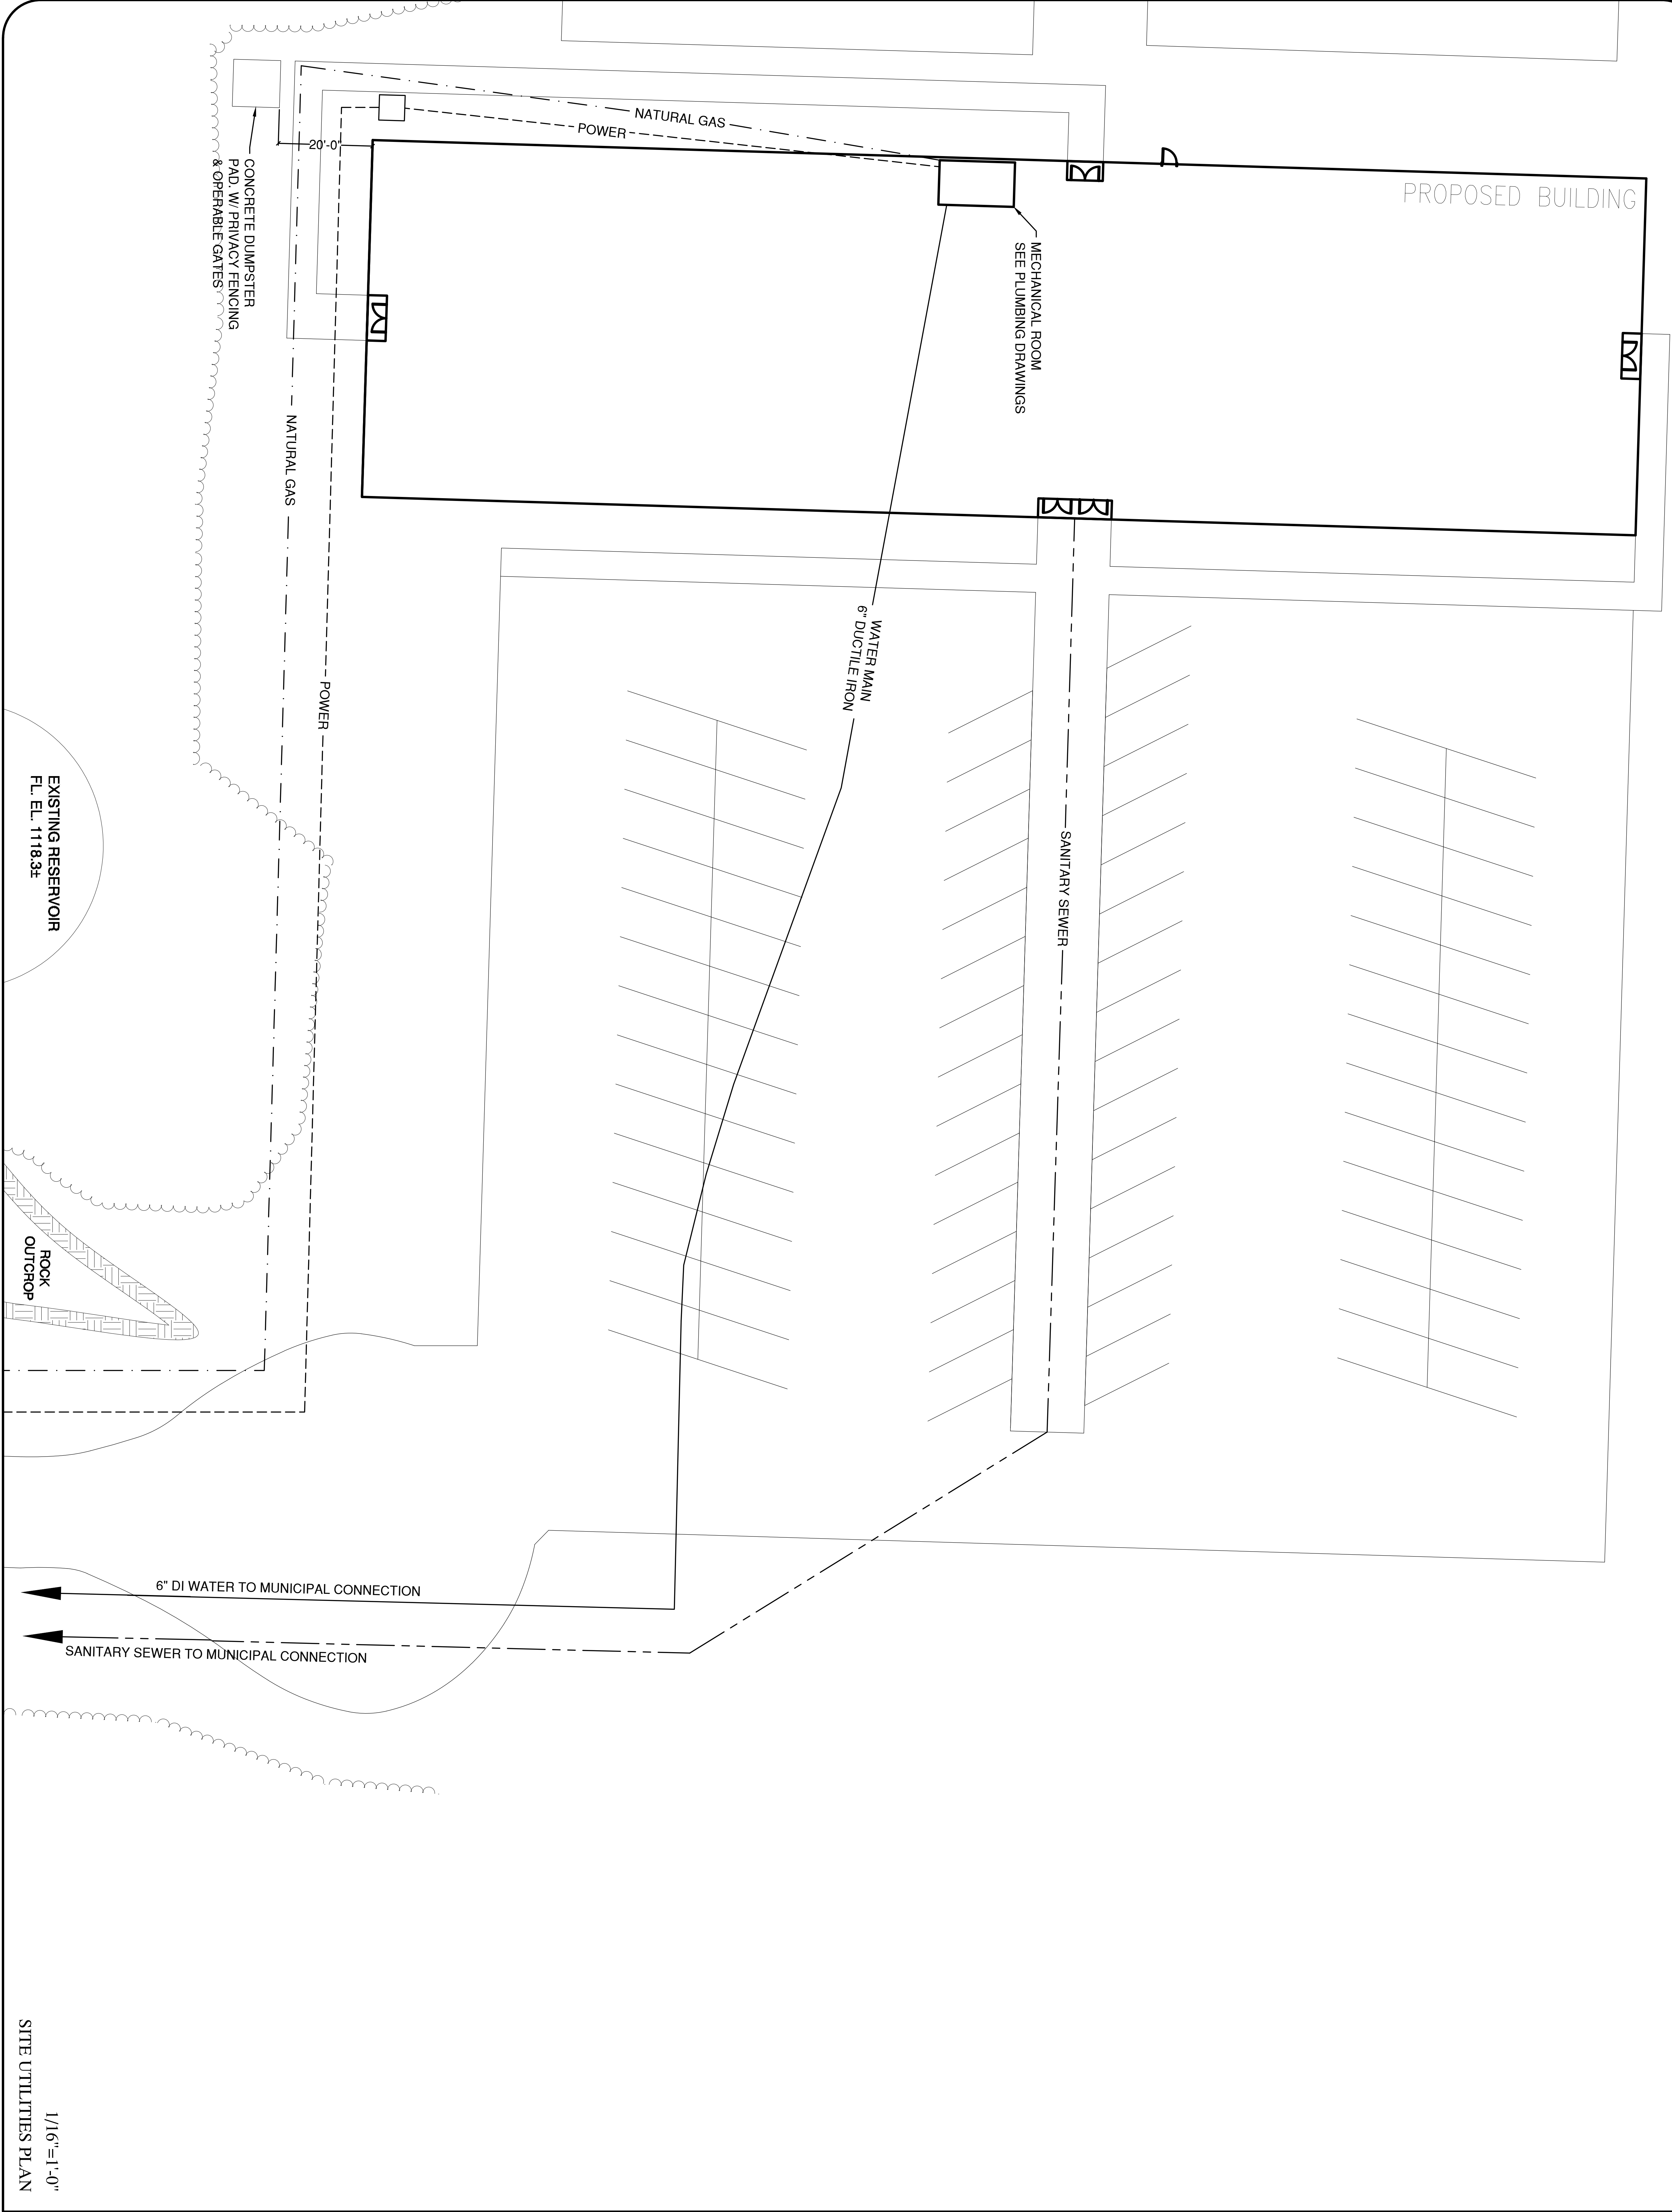 NATURAL GAS
POWER
20'-0"
CONCRETE DUMPSTER
PAD. W/ PRIVACY FENCING
& OPERABLE GATES
PROPOSED BUILDING
MECHANICAL ROOM
SEE PLUMBING DRAWINGS
NATURAL GAS
POWER
WATER MAIN
6" DUCTILE IRON
SANITARY SEWER
EXISTING RESERVOIR
FL. EL. 1118.3±
ROCK
OUTCROP
6" DI WATER TO MUNICIPAL CONNECTION
SANITARY SEWER TO MUNICIPAL CONNECTION
1/16"=1'-0"
SITE UTILITIES PLAN